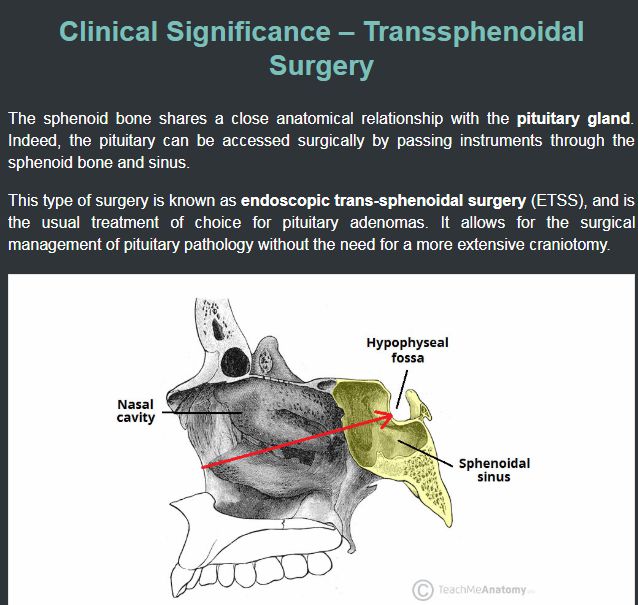 Clinical Significance – Transsphenoidal
Surgery
The sphenoid bone shares a close anatomical relationship with the pituitary gland.
Indeed, the pituitary can be accessed surgically by passing instruments through the
sphenoid bone and sinus.
This type of surgery is known as endoscopic trans-sphenoidal surgery (ETSS), and is
the usual treatment of choice for pituitary adenomas. It allows for the surgical
management of pituitary pathology without the need for a more extensive craniotomy.
Hypophyseal
fossa
Nasal
cavity
Sphenoidal
sinus
© TeachMeAnatomy